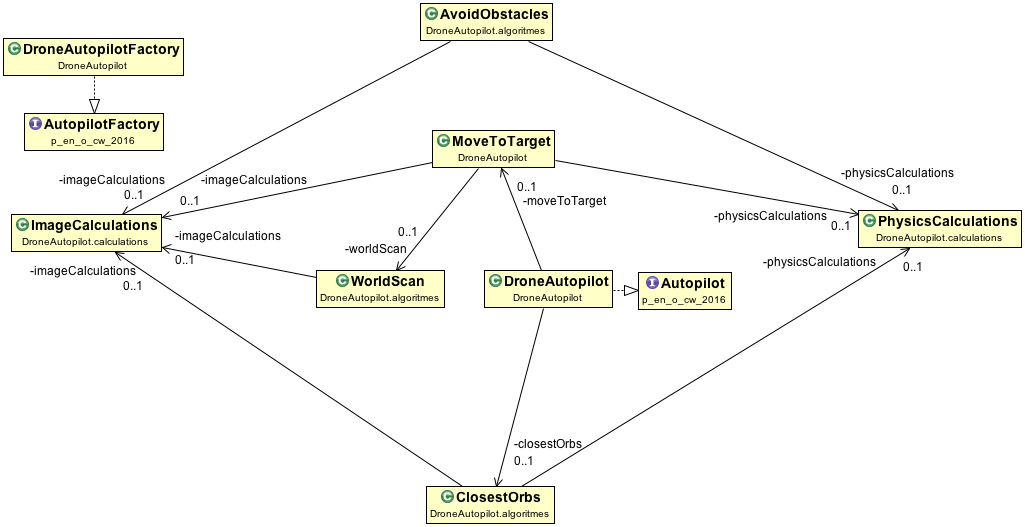 AvoidObstacles
DroneAutopilot.algoritmes
DroneAutopilotFactory
DroneAutopilot
AutopilotFactory
p_en_o_cw_2016
MoveToTarget
DroneAutopilot
-imageCalculations
0..1
-imageCalculations
0..1
-physicsCalculations
0..1
-moveToTarget
0..1
ImageCalculations
DroneAutopilot.calculations
-physicsCalculations
0..1
PhysicsCalculations
DroneAutopilot.calculations
-imageCalculations
0..1
0..1
-worldScan
-imageCalculations
0..1
-physicsCalculations
0..1
WorldScan
DroneAutopilot.algoritmes
DroneAutopilot
DroneAutopilot
Autopilot
p_en_o_cw_2016
-closestOrbs
0..1
ClosestOrbs
DroneAutopilot.algoritmes